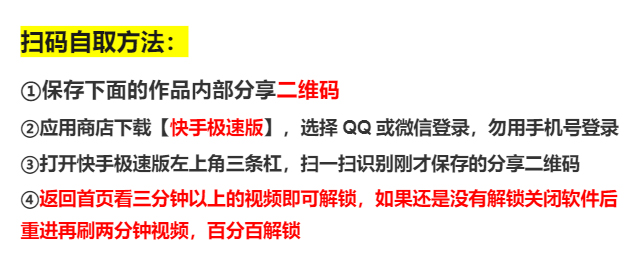 扫码自取方法：
①保存下面的作品内部分享二维码
②应用商店下载【快手极速版】，选择 QQ 或微信登录，勿用手机号登录
③打开快手极速版左上角三条杠，扫一扫识别刚才保存的分享二维码
④返回首页看三分钟以上的视频即可解锁，如果还是没有解锁关闭软件后
重进再刷两分钟视频，百分百解锁